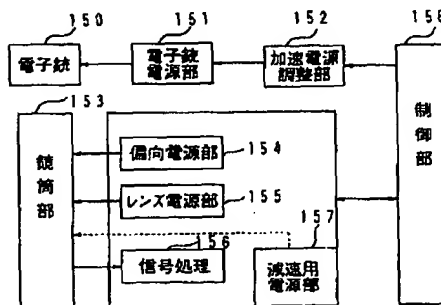 150
電子銃
151
電子銃
電源部
152
加速電源
調整部
158
制御部
153
鏡筒部
偏向電源部
154
レンズ電源部
155
156
信号処理
157
減速用
電源部